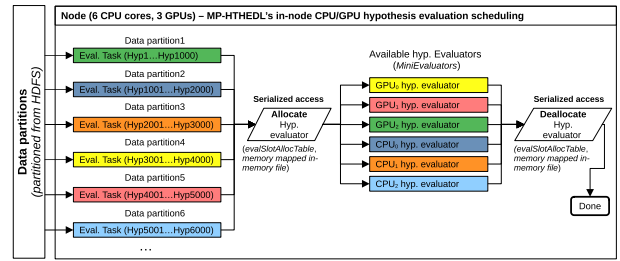 Node (6 CPU cores, 3 GPUs) – MP-HTHEDL's in-node CPU/GPU hypothesis evaluation scheduling
Data partitions
(partitioned from HDFS)
Data partition1
Eval. Task (Hyp1…Hyp1000)
Data partition2
Eval. Task (Hyp1001…Hyp2000)
Data partition3
Eval. Task (Hyp2001…Hyp3000)
Data partition4
Eval. Task (Hyp3001…Hyp4000)
Data partition5
Eval. Task (Hyp4001…Hyp5000)
Data partition6
Eval. Task (Hyp5001…Hyp6000)
…
Serialized access
Allocate
Hyp.
evaluator
(evalSlotAllocTable,
memory mapped in-
memory file)
Available hyp. Evaluators
(MiniEvaluators)
GPU₀ hyp. evaluator
GPU₁ hyp. evaluator
GPU₂ hyp. evaluator
CPU₀ hyp. evaluator
CPU₁ hyp. evaluator
CPU₂ hyp. evaluator
Serialized access
Deallocate
Hyp.
evaluator
(evalSlotAllocTable,
memory mapped in-
memory file)
Done